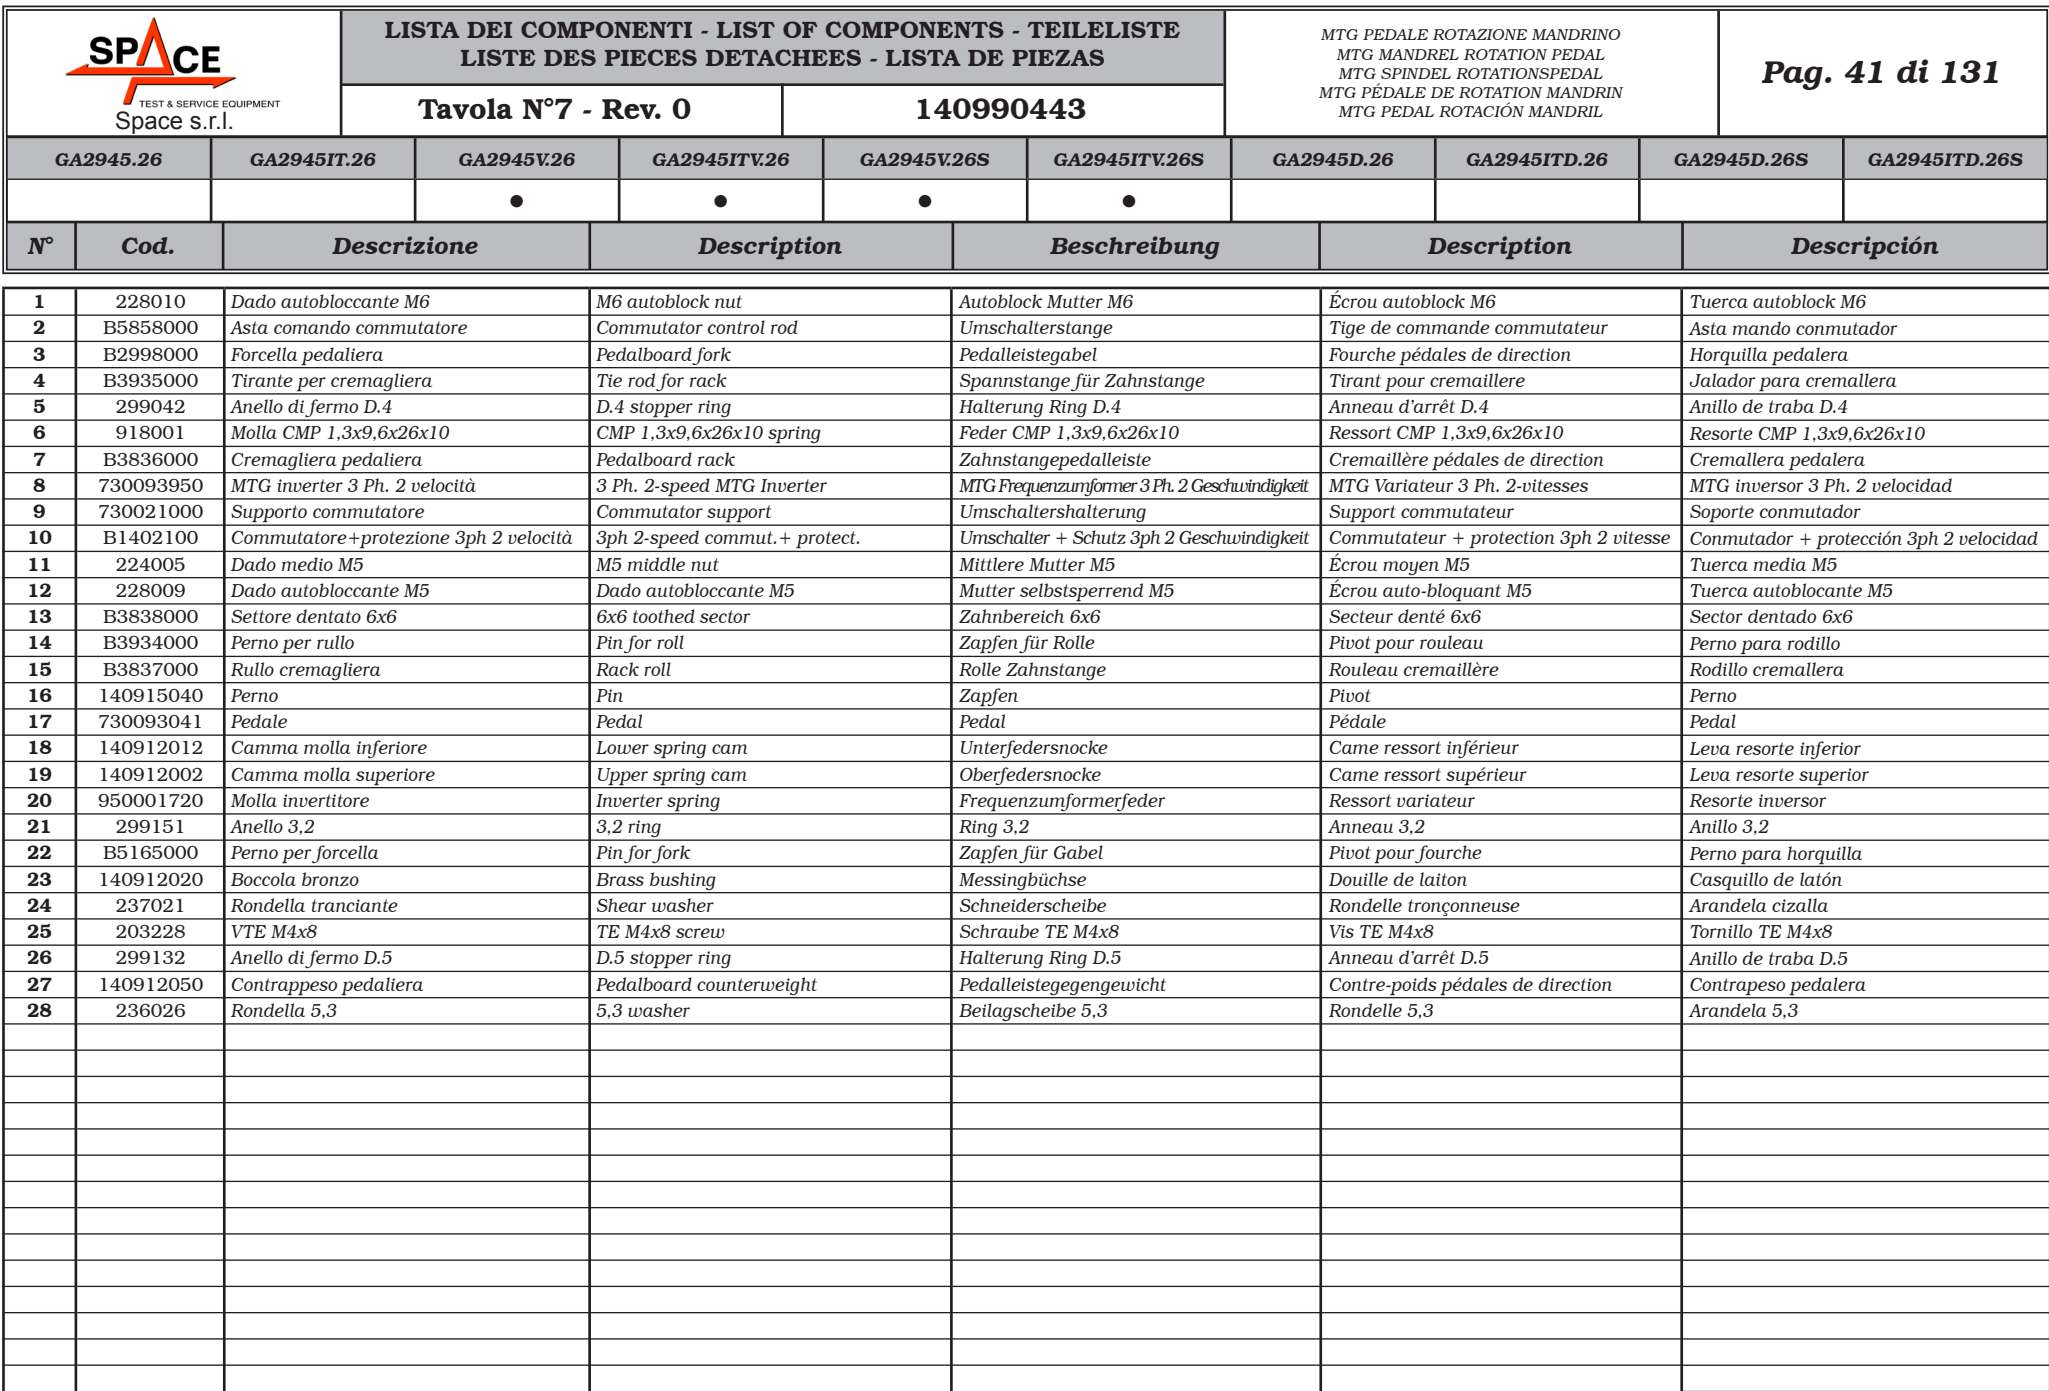 SPACE
TEST & SERVICE EQUIPMENT
Space s.r.l.
LISTA DEI COMPONENTI - LIST OF COMPONENTS - TEILELISTE
LISTE DES PIECES DETACHEES - LISTA DE PIEZAS
Tavola N°7 - Rev. 0 140990443
MTG PEDALE ROTAZIONE MANDRINO
MTG MANDREL ROTATION PEDAL
MTG SPINDEL ROTATIONSPEDAL
MTG PÉDALE DE ROTATION MANDRIN
MTG PEDAL ROTACIÓN MANDRIL
Pag. 41 di 131
GA2945.26 GA2945IT.26 GA2945V.26 GA2945ITV.26 GA2945V.26S GA2945ITV.26S GA2945D.26 GA2945ITD.26 GA2945D.26S GA2945ITD.26S
● ● ● ●
N° Cod. Descrizione Description Beschreibung Description Descripción
1 228010 Dado autobloccante M6 M6 autoblock nut Autoblock Mutter M6 Écrou autoblock M6 Tuerca autoblock M6
2 B5858000 Asta comando commutatore Commutator control rod Umschalterstange Tige de commande commutateur Asta mando conmutador
3 B2998000 Forcella pedaliera Pedalboard fork Pedalleistegabel Fourche pédales de direction Horquilla pedalera
4 B3935000 Tirante per cremagliera Tie rod for rack Spannstange für Zahnstange Tirant pour cremaillere Jalador para cremallera
5 299042 Anello di fermo D.4 D.4 stopper ring Halterung Ring D.4 Anneau d'arrêt D.4 Anillo de traba D.4
6 918001 Molla CMP 1,3x9,6x26x10 CMP 1,3x9,6x26x10 spring Feder CMP 1,3x9,6x26x10 Ressort CMP 1,3x9,6x26x10 Resorte CMP 1,3x9,6x26x10
7 B3836000 Cremagliera pedaliera Pedalboard rack Zahnstangepedalleiste Cremaillère pédales de direction Cremallera pedalera
8 730093950 MTG inverter 3 Ph. 2 velocità 3 Ph. 2-speed MTG Inverter MTG Frequenzumformer 3 Ph. 2 Geschwindigkeit MTG Variateur 3 Ph. 2-vitesses MTG inversor 3 Ph. 2 velocidad
9 730021000 Supporto commutatore Commutator support Umschaltershalterung Support commutateur Soporte conmutador
10 B1402100 Commutatore+protezione 3ph 2 velocità 3ph 2-speed commut.+ protect. Umschalter + Schutz 3ph 2 Geschwindigkeit Commutateur + protection 3ph 2 vitesse Conmutador + protección 3ph 2 velocidad
11 224005 Dado medio M5 M5 middle nut Mittlere Mutter M5 Écrou moyen M5 Tuerca media M5
12 228009 Dado autobloccante M5 Dado autobloccante M5 Mutter selbstsperrend M5 Écrou auto-bloquant M5 Tuerca autoblocante M5
13 B3838000 Settore dentato 6x6 6x6 toothed sector Zahnbereich 6x6 Secteur denté 6x6 Sector dentado 6x6
14 B3934000 Perno per rullo Pin for roll Zapfen für Rolle Pivot pour rouleau Perno para rodillo
15 B3837000 Rullo cremagliera Rack roll Rolle Zahnstange Rouleau cremaillère Rodillo cremallera
16 140915040 Perno Pin Zapfen Pivot Perno
17 730093041 Pedale Pedal Pedal Pédale Pedal
18 140912012 Camma molla inferiore Lower spring cam Unterfedersnocke Came ressort inférieur Leva resorte inferior
19 140912002 Camma molla superiore Upper spring cam Oberfedersnocke Came ressort supérieur Leva resorte superior
20 950001720 Molla invertitore Inverter spring Frequenzumformerfeder Ressort variateur Resorte inversor
21 299151 Anello 3,2 3,2 ring Ring 3,2 Anneau 3,2 Anillo 3,2
22 B5165000 Perno per forcella Pin for fork Zapfen für Gabel Pivot pour fourche Perno para horquilla
23 140912020 Boccola bronzo Brass bushing Messingbüchse Douille de laiton Casquillo de latón
24 237021 Rondella tranciante Shear washer Schneiderscheibe Rondelle tronçonneuse Arandela cizalla
25 203228 VTE M4x8 TE M4x8 screw Schraube TE M4x8 Vis TE M4x8 Tornillo TE M4x8
26 299132 Anello di fermo D.5 D.5 stopper ring Halterung Ring D.5 Anneau d'arrêt D.5 Anillo de traba D.5
27 140912050 Contrappeso pedaliera Pedalboard counterweight Pedalleistegegengewicht Contre-poids pédales de direction Contrapeso pedalera
28 236026 Rondella 5,3 5,3 washer Beilagscheibe 5,3 Rondelle 5,3 Arandela 5,3